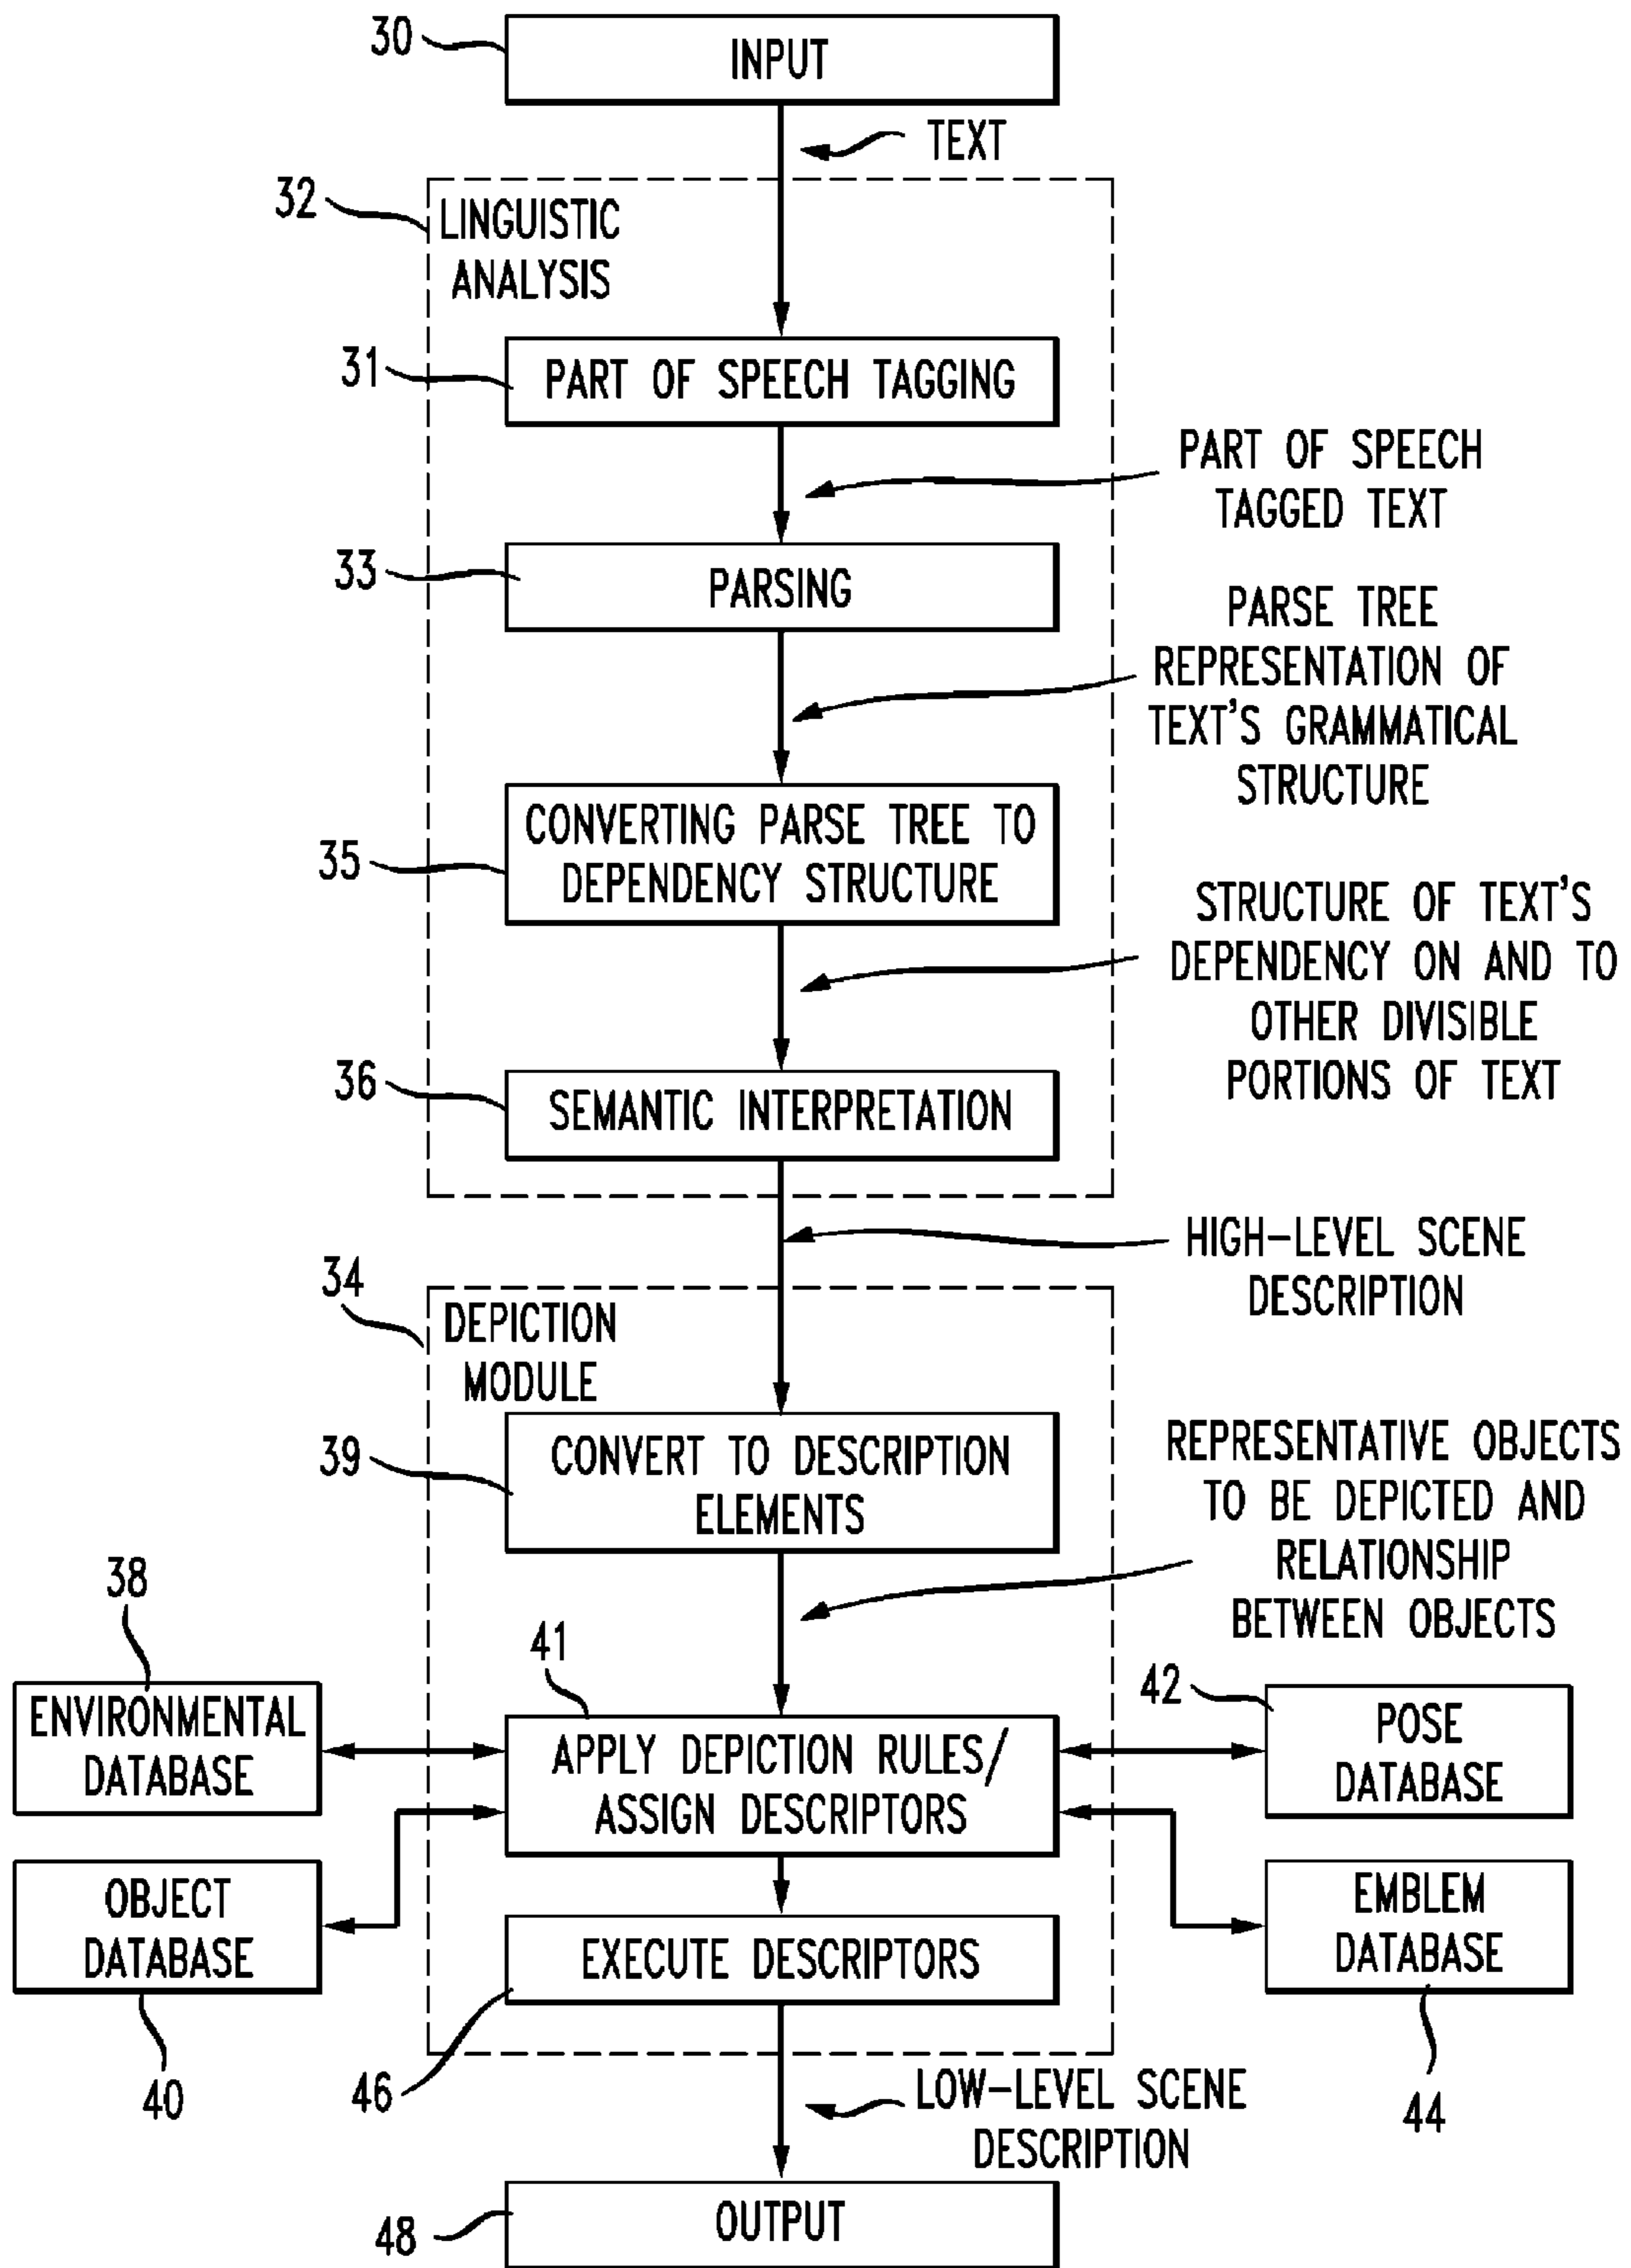 30
INPUT
TEXT
32
LINGUISTIC
ANALYSIS
31
PART OF SPEECH TAGGING
PART OF SPEECH
TAGGED TEXT
33
PARSING
PARSE TREE
REPRESENTATION OF
TEXT'S GRAMMATICAL
STRUCTURE
35
CONVERTING PARSE TREE TO
DEPENDENCY STRUCTURE
STRUCTURE OF TEXT'S
DEPENDENCY ON AND TO
OTHER DIVISIBLE
PORTIONS OF TEXT
36
SEMANTIC INTERPRETATION
HIGH-LEVEL SCENE
DESCRIPTION
34
DEPICTION
MODULE
39
CONVERT TO DESCRIPTION
ELEMENTS
REPRESENTATIVE OBJECTS
TO BE DEPICTED AND
RELATIONSHIP
BETWEEN OBJECTS
38
ENVIRONMENTAL
DATABASE
41
APPLY DEPICTION RULES/
ASSIGN DESCRIPTORS
42
POSE
DATABASE
OBJECT
DATABASE
40
EXECUTE DESCRIPTORS
46
EMBLEM
DATABASE
44
LOW-LEVEL SCENE
DESCRIPTION
48
OUTPUT